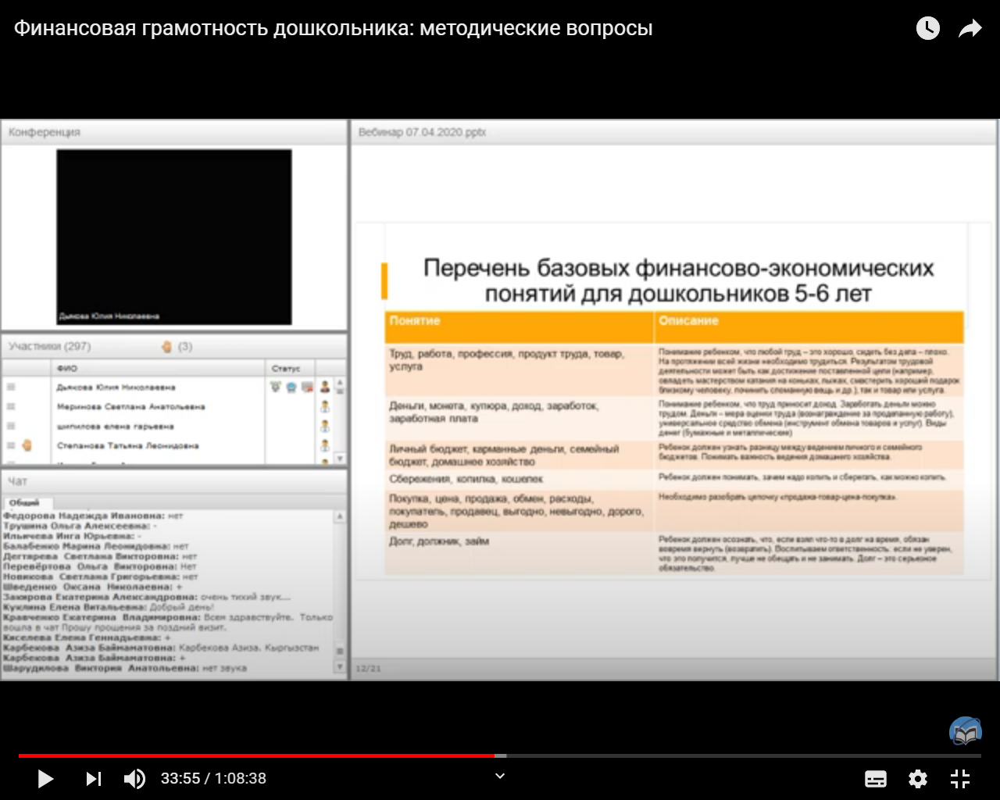 Финансовая грамотность дошкольника: методические вопросы
Конференция
Дьякова Юлия Николаевна
Участники (297)
(3)
ФИО
Статус
Дьякова Юлия Николаевна
Меринова Светлана Анатольевна
шипилова елена гарьевна
Степанова Татьяна Леонидовна
Чат
Общий
Федорова Надежда Ивановна: нет
Трушина Ольга Алексеевна: -
Ильичева Инга Юрьевна: -
Балабенко Марина Леонидовна: нет
Дегтярева Светлана Викторовна: нет
Перевёртова Ольга Викторовна: Нет
Новикова Светлана Григорьевна: нет
Шведенко Оксана Николаевна: +
Закирова Екатерина Александровна: очень тихий звук...
Куклина Елена Витальевна: Добрый день!
Кравченко Екатерина Владимировна: Всем здравствуйте. Только
вошла в чат Прошу прощения за поздний визит.
Киселева Елена Геннадьевна: +
Карбекова Азиза Баймаматовна: Карбекова Азиза. Кыргызстан
Карбекова Азиза Баймаматовна: +
Шарудилова Виктория Анатольевна: нет звука
Вебинар 07.04.2020.pptx
Перечень базовых финансово-экономических
понятий для дошкольников 5-6 лет
Понятие
Описание
Труд, работа, профессия, продукт труда, товар,
услуга
Понимание ребенком, что любой труд – это хорошо, сидеть без дела – плохо.
На протяжении всей жизни необходимо трудиться. Результатом трудовой
деятельности может быть как достижение поставленной цели (например,
овладеть мастерством катания на коньках, лыжах, смастерить хороший подарок
близкому человеку, починить сломанную вещь и др.), так и товар или услуга.
Деньги, монета, купюра, доход, заработок,
заработная плата
Понимание ребенком, что труд приносит доход. Заработать деньги можно
трудом. Деньги – мера оценки труда (вознаграждение за проделанную работу),
универсальное средство обмена (инструмент обмена товаров и услуг). Виды
денег (бумажные и металлические)
Личный бюджет, карманные деньги, семейный
бюджет, домашнее хозяйство
Ребенок должен узнать разницу между ведением личного и семейного
бюджетов. Понимать важность ведения домашнего хозяйства.
Сбережения, копилка, кошелек
Ребенок должен понимать, зачем надо копить и сберегать, как можно копить.
Покупка, цена, продажа, обмен, расходы,
покупатель, продавец, выгодно, невыгодно, дорого,
дешево
Необходимо разобрать цепочку «продажа-товар-цена-покупка».
Долг, должник, займ
Ребенок должен осознать, что, если взял что-то в долг на время, обязан
вовремя вернуть (возвратить). Воспитываем ответственность: если не уверен,
что это получится, лучше не обещать и не занимать. Долг – это серьезное
обязательство.
12/21
33:55 / 1:08:38